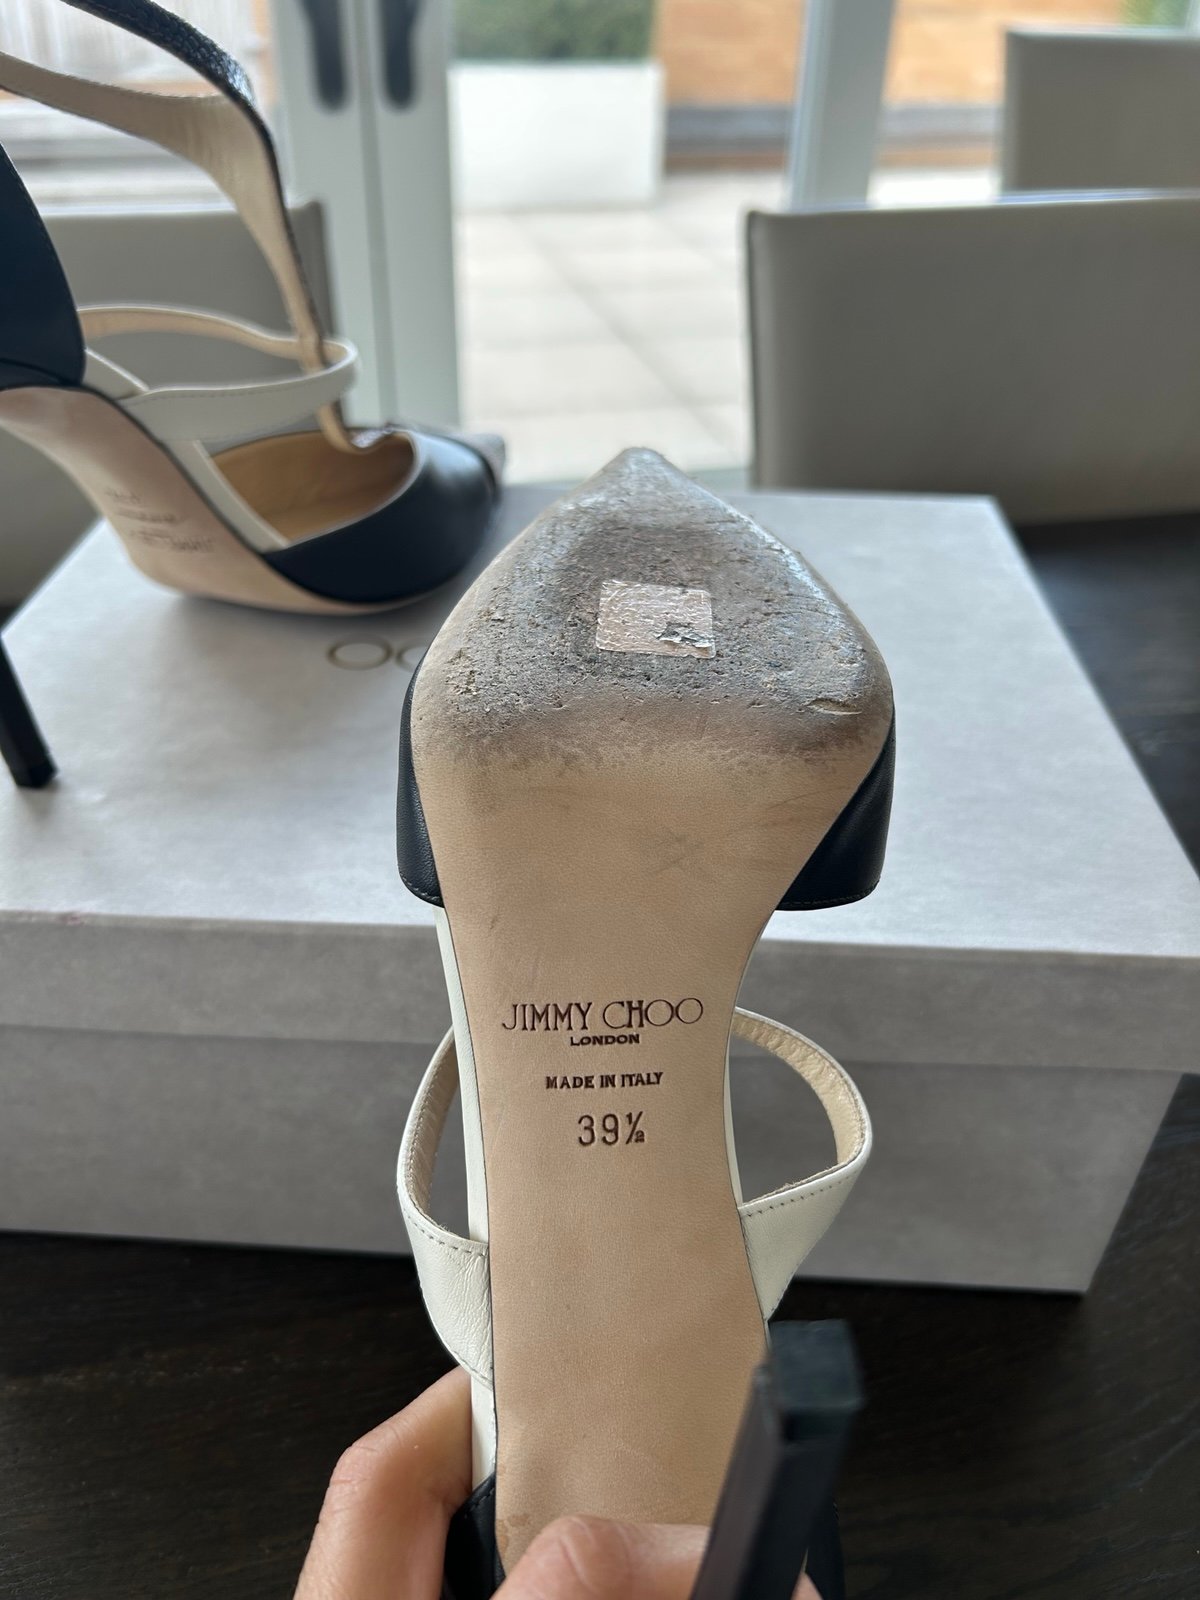 JIMMY CHOO
LONDON
MADE IN ITALY
39½